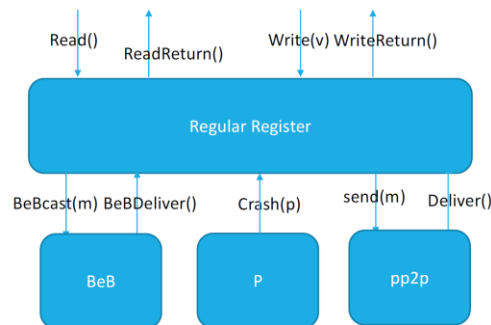 Read()
ReadReturn()
Write(v)
WriteReturn()
Regular Register
BeBcast(m)
BeBDeliver()
Crash(p)
send(m)
Deliver()
BeB
P
pp2p